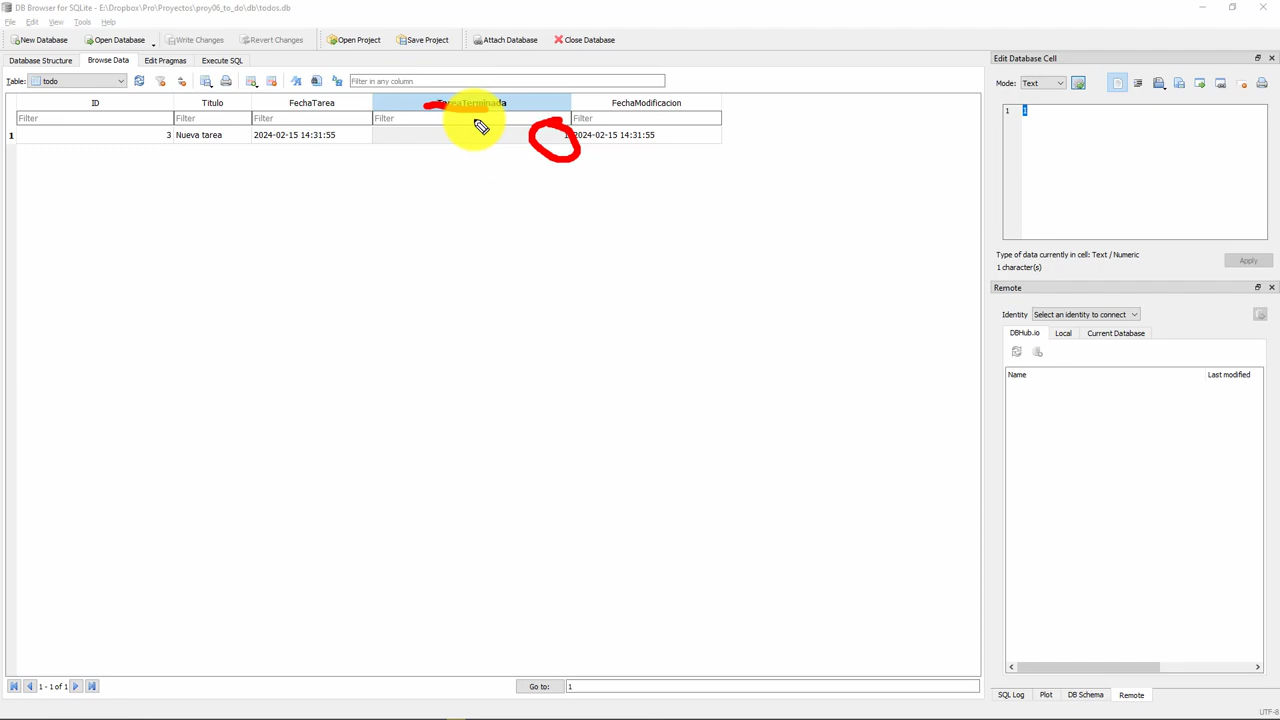 DB Browser for SQLite - E:\Dropbox\Pro\Proyectos\proy06_to_do\db\todos.db
File Edit View Tools Help
New Database Open Database Write Changes Revert Changes Open Project Save Project Attach Database Close Database
Database Structure Browse Data Edit Pragmas Execute SQL
Table: todo Filter in any column
ID Titulo FechaTarea TareaTerminada FechaModificacion
Filter Filter Filter Filter Filter
1 3 Nueva tarea 2024-02-15 14:31:55 1 2024-02-15 14:31:55
1 - 1 of 1 Go to: 1
Edit Database Cell
Mode: Text
1 1
Type of data currently in cell: Text / Numeric
1 character(s)
Apply
Remote
Identity Select an identity to connect
DBHub.io Local Current Database
Name Last modified
SQL Log Plot DB Schema Remote
UTF-8